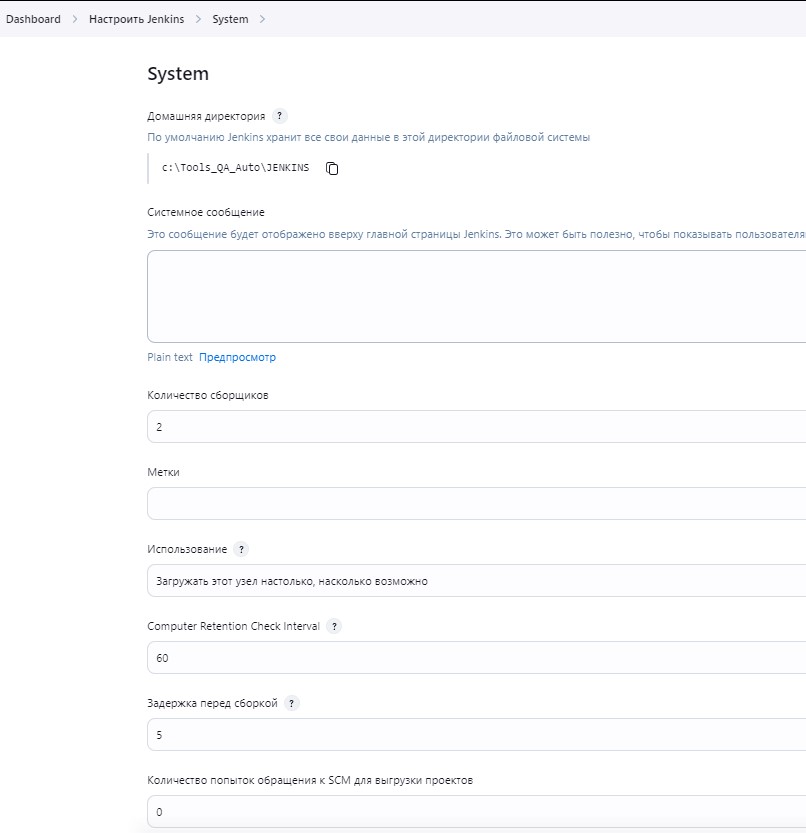 Dashboard > Настроить Jenkins > System >
System
Домашняя директория ?
По умолчанию Jenkins хранит все свои данные в этой директории файловой системы
c:\Tools_QA_Auto\JENKINS
Системное сообщение
Это сообщение будет отображено вверху главной страницы Jenkins. Это может быть полезно, чтобы показывать пользователя
Plain text Предпросмотр
Количество сборщиков
2
Метки
Использование ?
Загружать этот узел настолько, насколько возможно
Computer Retention Check Interval ?
60
Задержка перед сборкой ?
5
Количество попыток обращения к SCM для выгрузки проектов
0